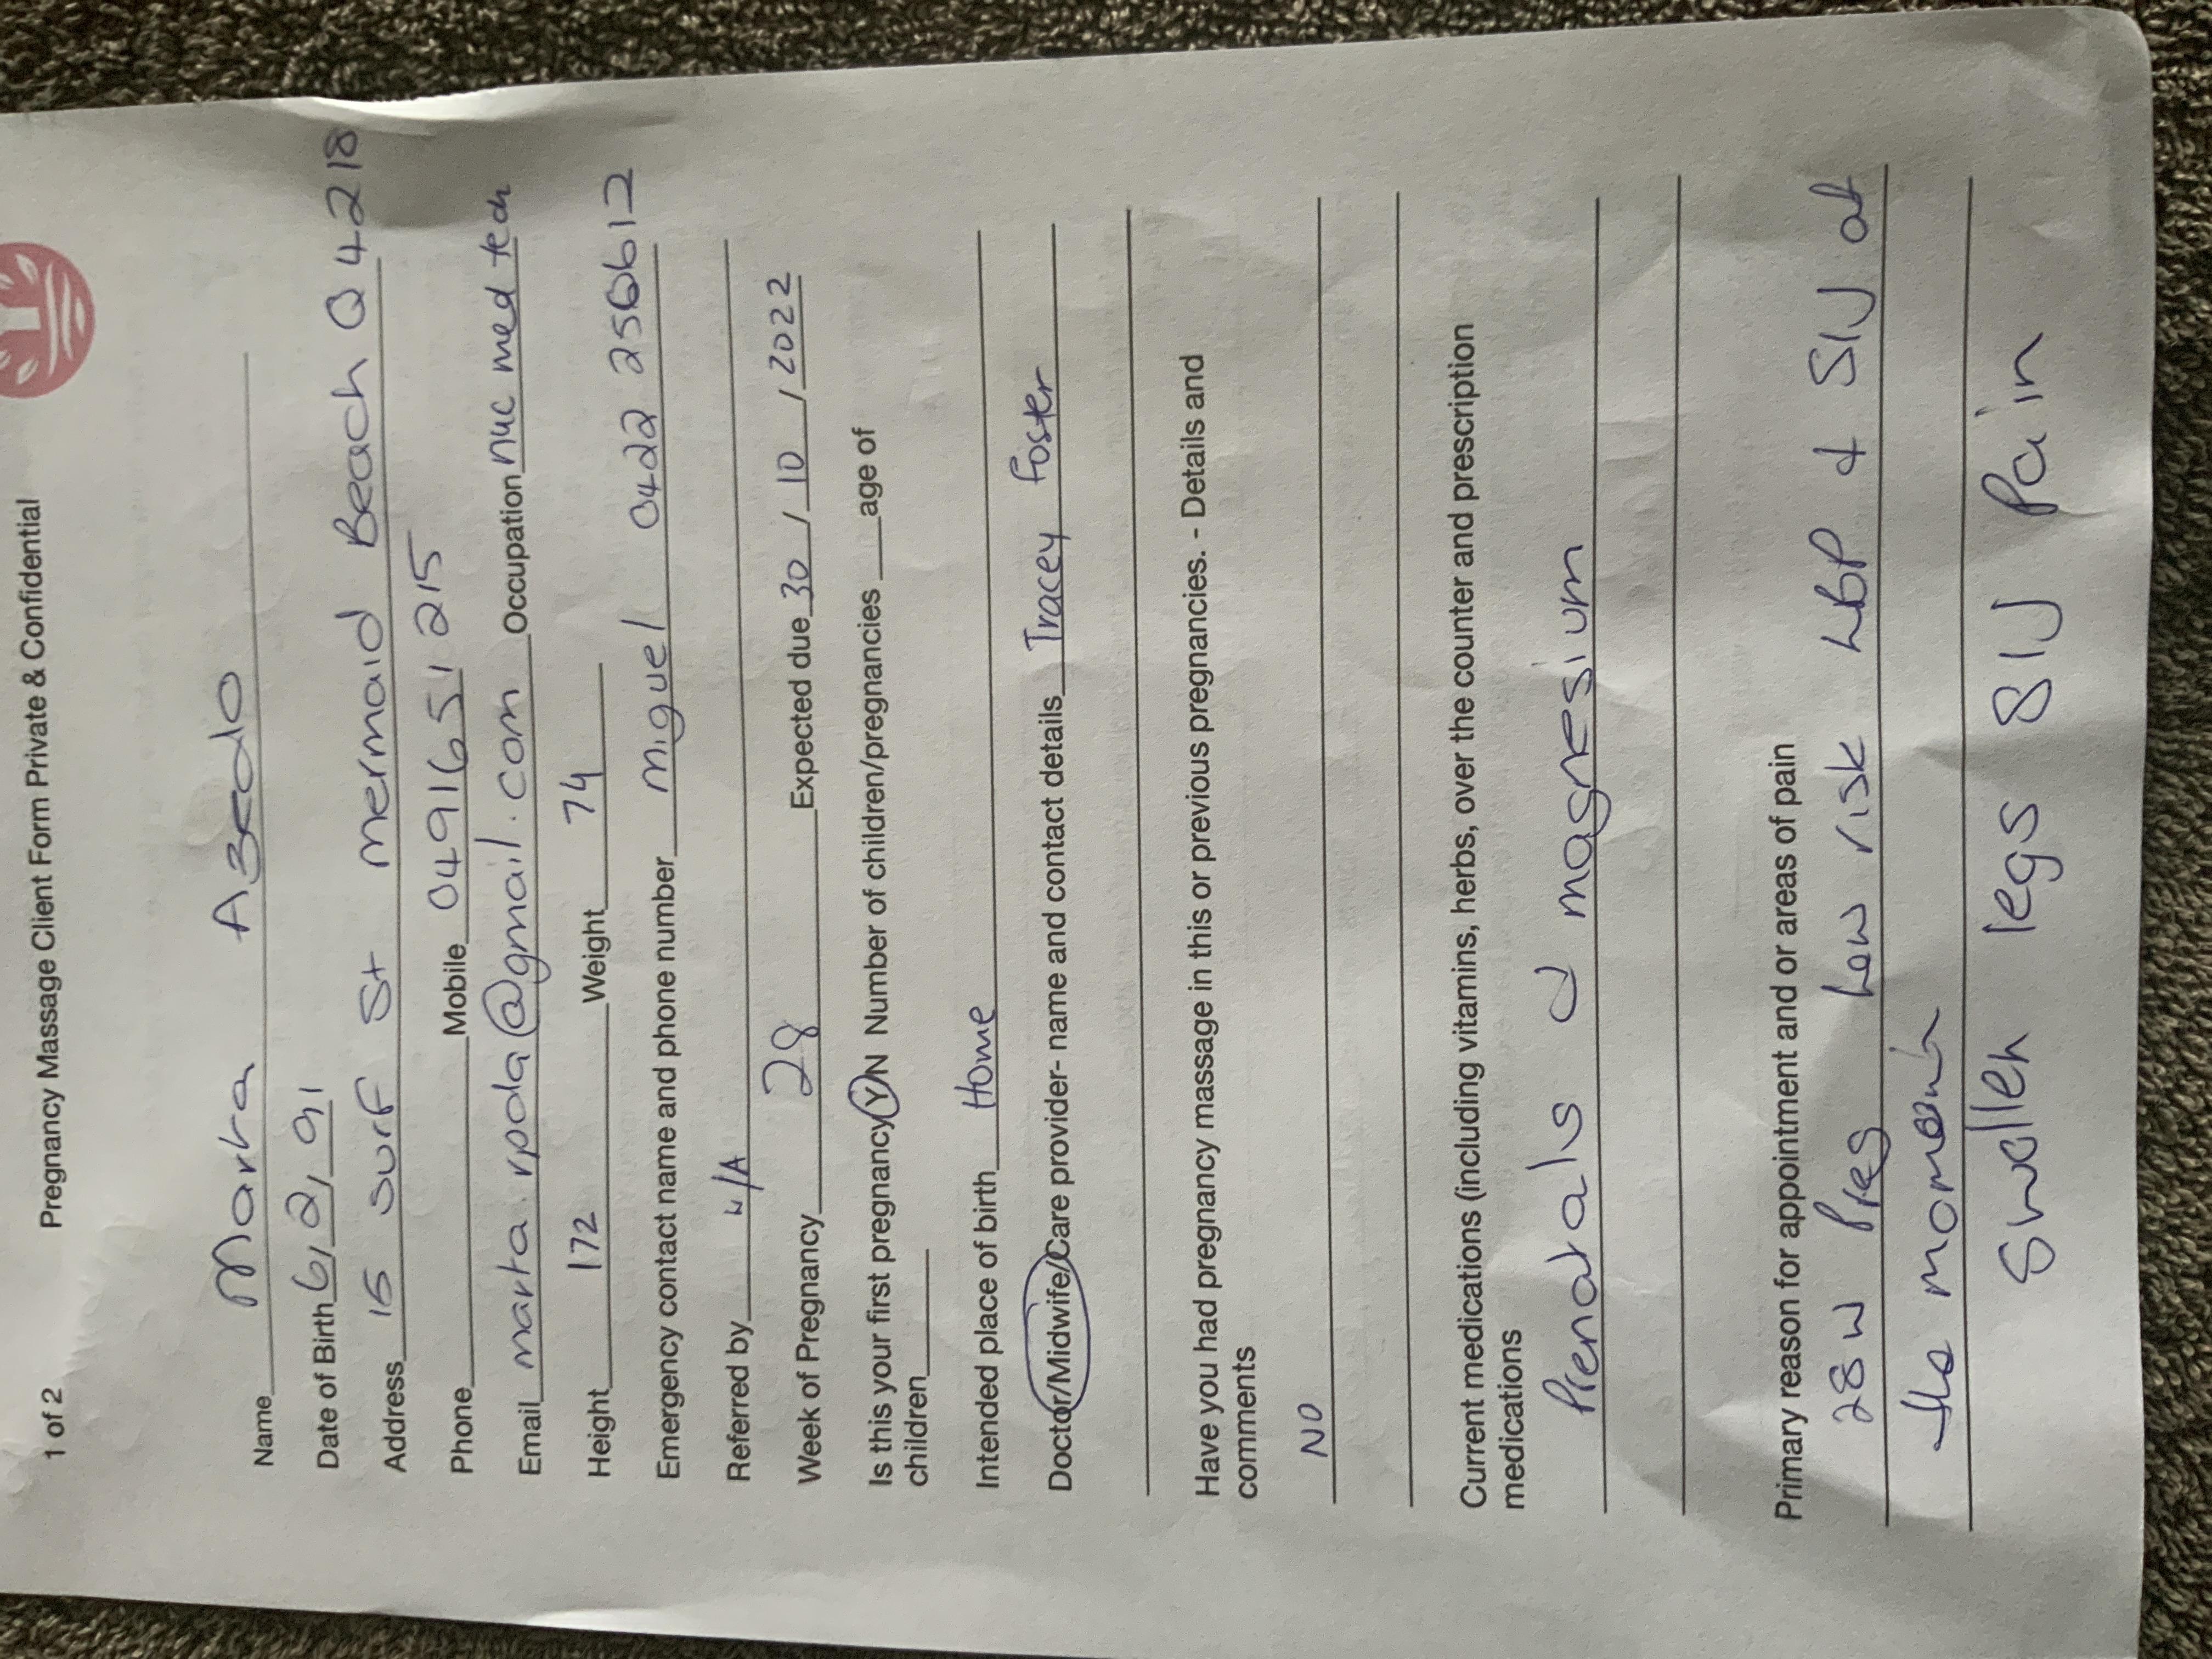 1 of 2 Pregnancy Massage Client Form Private & Confidential
Name Marta
Date of Birth 6/2/91
Address 15 Surf St Mermaid Beach Q 4218
Phone Mobile 0491651215
Email marta.rpoda@gmail.com Occupation nuc med tech
Height 172 Weight 74
Emergency contact name and phone number Miguel 0422 256612
Referred by
Week of Pregnancy 28 Expected due 30/10/2022
Is this your first pregnancy Y/N Number of children/pregnancies age of
children
Intended place of birth Home
Doctor/Midwife/Care provider- name and contact details Tracey Foster
Have you had pregnancy massage in this or previous pregnancies. - Details and
comments
NO
Current medications (including vitamins, herbs, over the counter and prescription
medications
Prenatals & magnesium
Primary reason for appointment and or areas of pain
28w Preg Low risk LBP & SIJ at
the moment
Swollen legs SIJ Pain